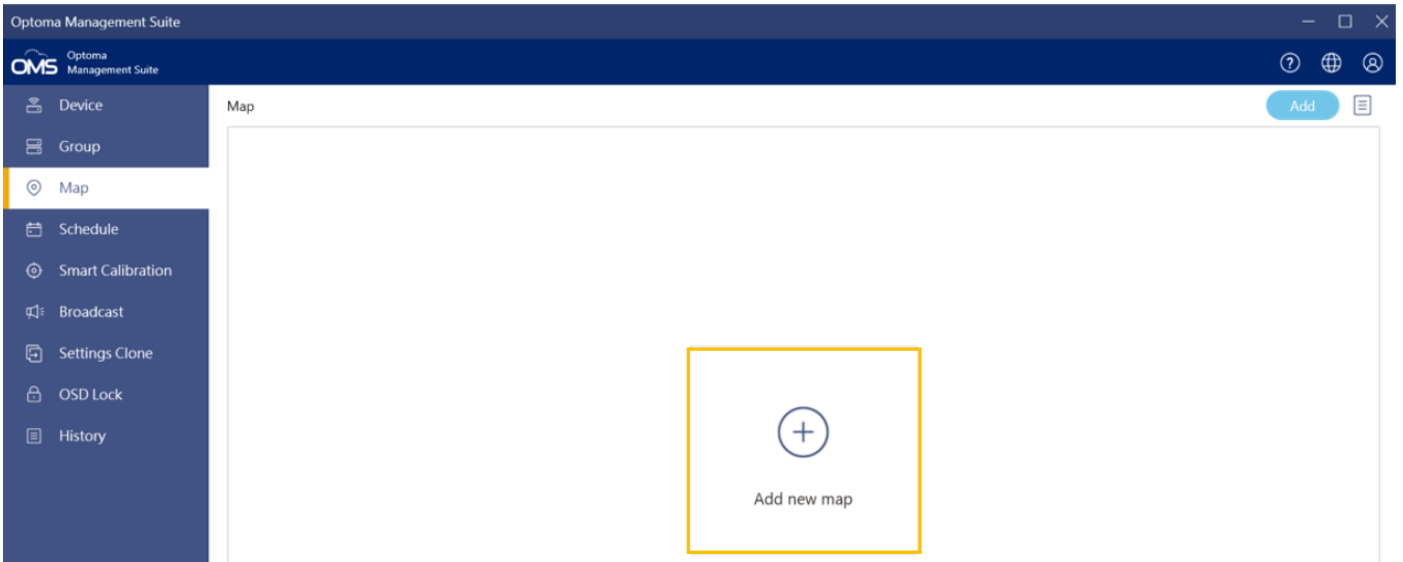 Optoma Management Suite
OMS
Optoma
Management Suite
Device
Group
Map
Schedule
Smart Calibration
Broadcast
Settings Clone
OSD Lock
History
Map
Add
Add new map